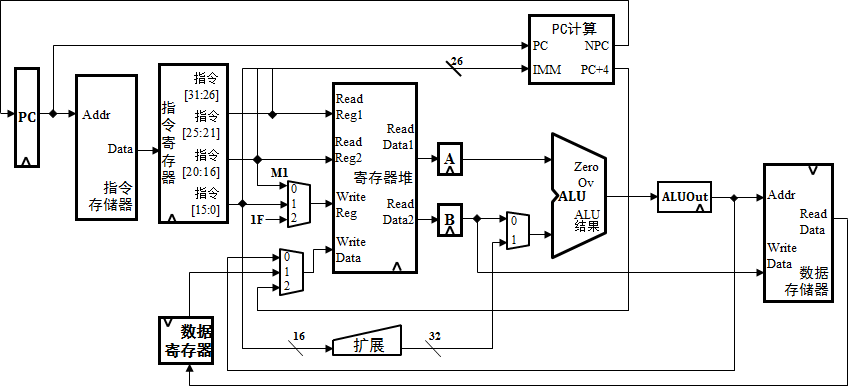 PC计算
PC NPC
IMM PC+4
26
PC
Addr
Data
指令
存储器
指令寄存器
指令
[31:26]
指令
[25:21]
指令
[20:16]
指令
[15:0]
M1
0
1
2
1F
0
1
2
Read
Reg1
Read
Reg2
Write
Reg
Write
Data
Read
Data1
寄存器堆
Read
Data2
A
B
0
1
Zero
Ov
ALU
ALU
结果
ALUOut
Addr
Read
Data
Write
Data
数据
存储器
数据
寄存器
16
扩展
32